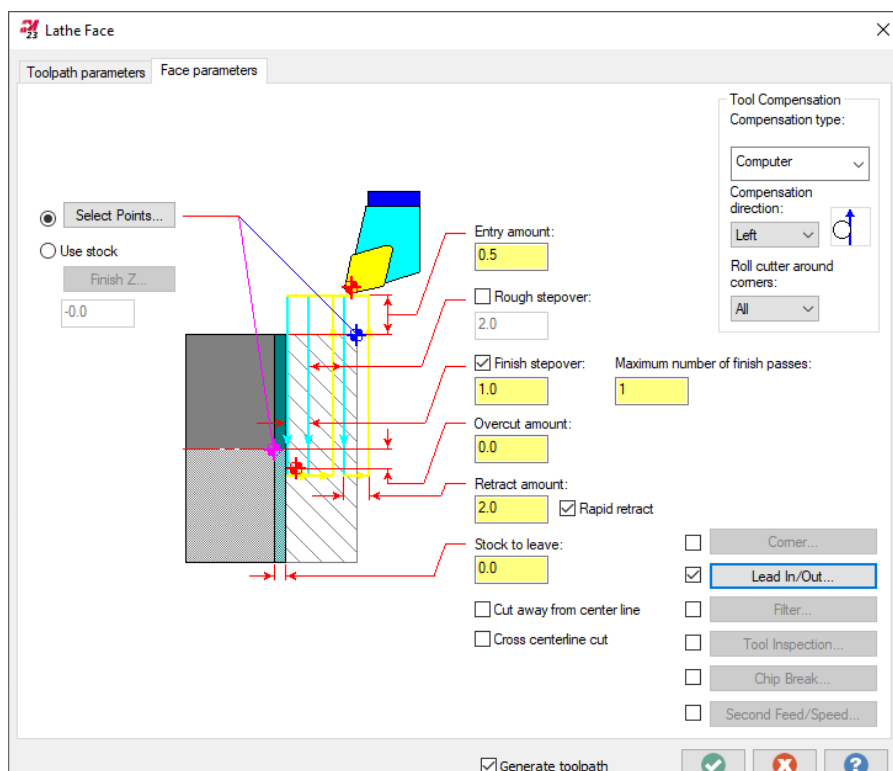 23 Lathe Face
Toolpath parameters
Face parameters
Tool Compensation
Compensation type:
Computer
Compensation
direction:
Left
Roll cutter around
corners:
All
Select Points...
Use stock
Finish Z...
-0.0
Entry amount:
0.5
Rough stepover:
2.0
Finish stepover:
1.0
Maximum number of finish passes:
1
Overcut amount:
0.0
Retract amount:
2.0
Rapid retract
Stock to leave:
0.0
Cut away from center line
Cross centerline cut
Corner...
Lead In/Out...
Filter...
Tool Inspection...
Chip Break...
Second Feed/Speed...
Generate toolpath
?